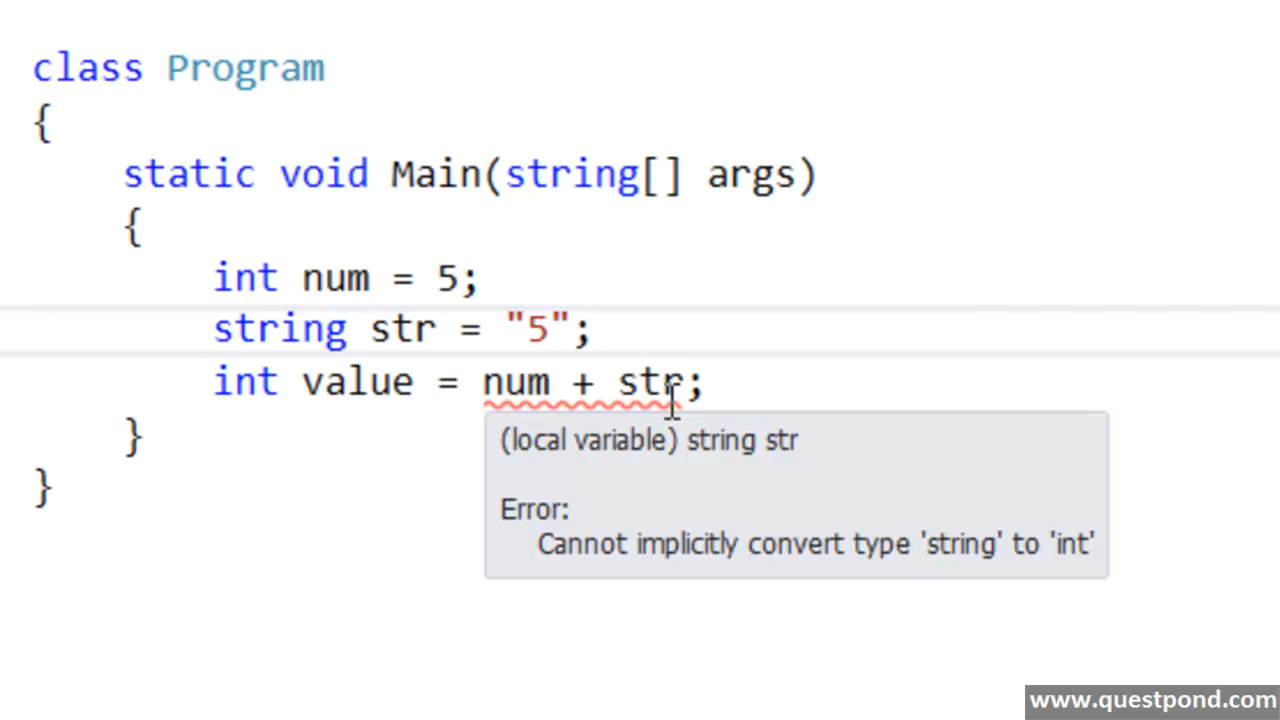 class Program
{
static void Main(string[] args)
{
int num = 5;
string str = "5";
int value = num + str;
}
(local variable) string str
Error:
Cannot implicitly convert type 'string' to 'int'
}
www.questpond.com